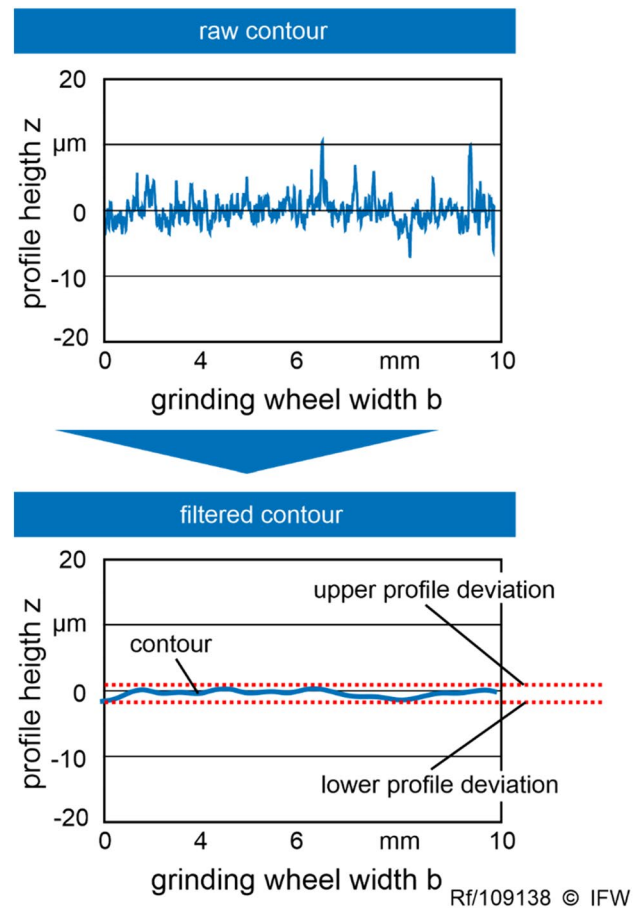 raw contour
profile heigth z
20
µm
0
-10
-20
0 4 6 mm 10
grinding wheel width b
filtered contour
profile heigth z
20
µm
0
-10
-20
upper profile deviation
contour
lower profile deviation
0 4 6 mm 10
grinding wheel width b
Rf/109138 © IFW